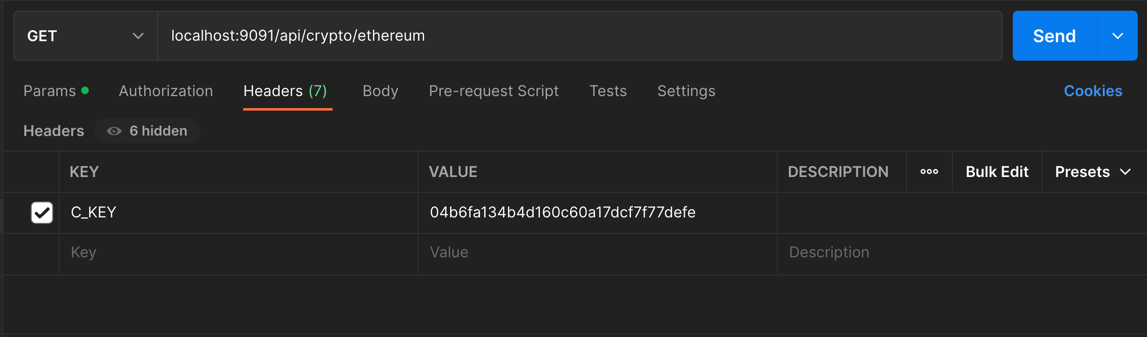 GET localhost:9091/api/crypto/ethereum Send
Params Authorization Headers (7) Body Pre-request Script Tests Settings Cookies
Headers 6 hidden
KEY VALUE DESCRIPTION Bulk Edit Presets
C_KEY 04b6fa134b4d160c60a17dcf7f77defe
Key Value Description